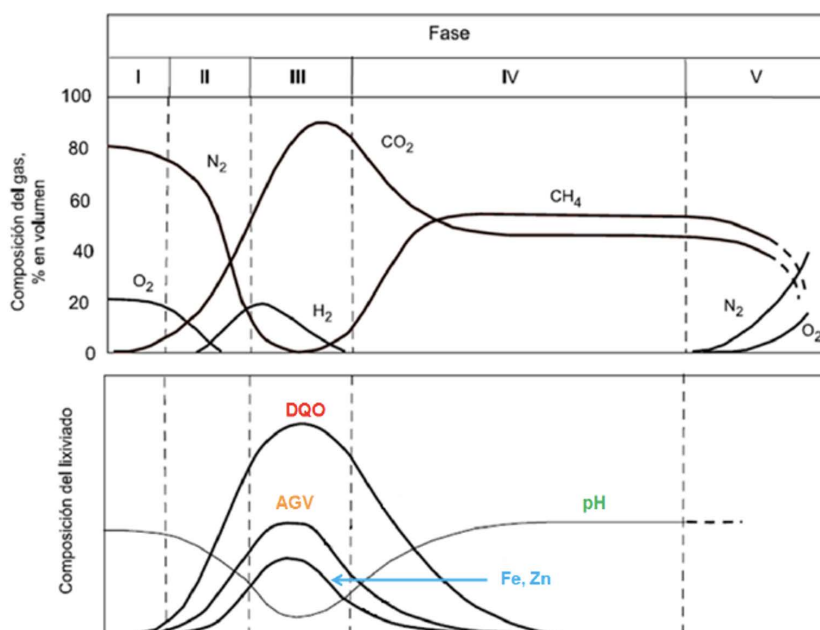 Fase
I II III IV V
Composición del gas,
% en volumen
100
80
60
40
20
0
N2
O2
CO2
H2
CH4
N2
O2
Composición del lixiviado
DQO
AGV
pH
Fe, Zn